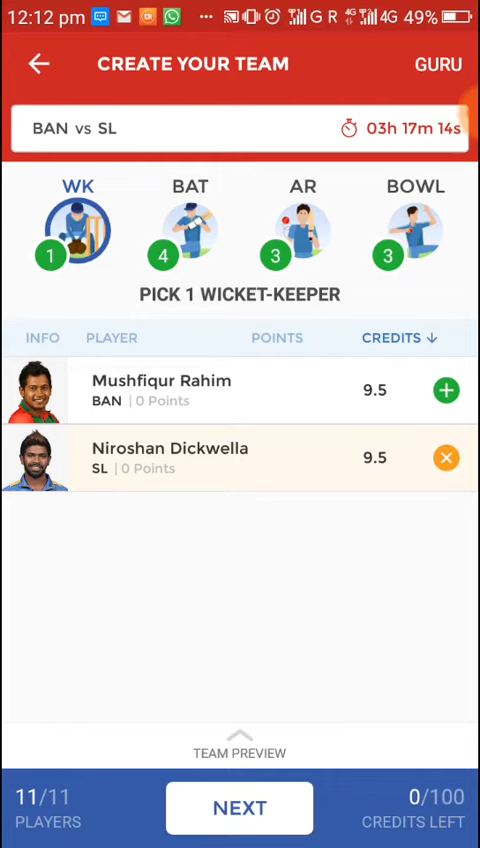 12:12 pm ... G R 4G 4G 49%
CREATE YOUR TEAM GURU
BAN vs SL 03h 17m 14s
WK BAT AR BOWL
1 4 3 3
PICK 1 WICKET-KEEPER
INFO PLAYER POINTS CREDITS ↓
Mushfiqur Rahim
BAN | 0 Points
9.5
Niroshan Dickwella
SL | 0 Points
9.5
TEAM PREVIEW
11/11
PLAYERS
NEXT
0/100
CREDITS LEFT